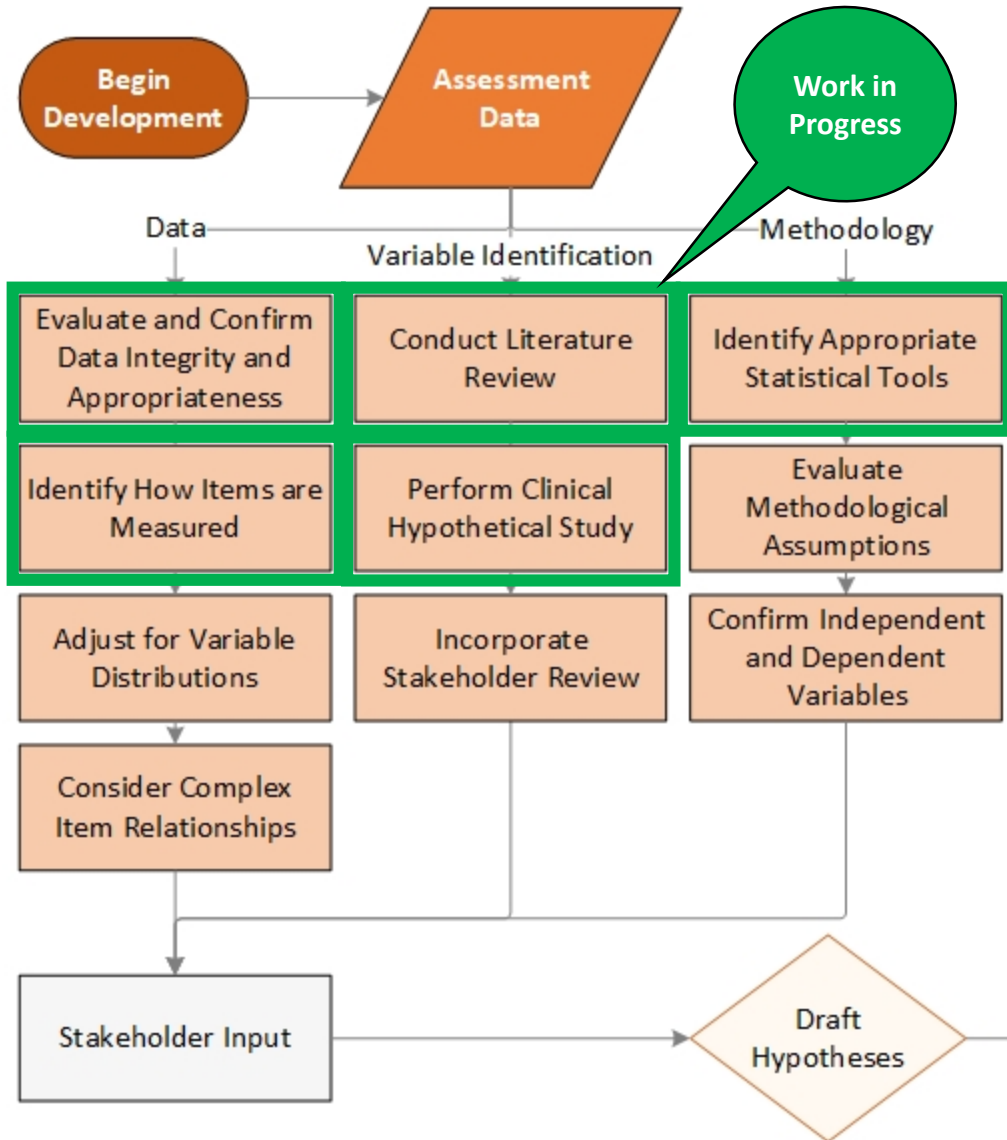 Begin
Development
Assessment
Data
Work in
Progress
Data
Variable Identification
Methodology
Evaluate and Confirm
Data Integrity and
Appropriateness
Conduct Literature
Review
Identify Appropriate
Statistical Tools
Identify How Items are
Measured
Perform Clinical
Hypothetical Study
Evaluate
Methodological
Assumptions
Adjust for Variable
Distributions
Incorporate
Stakeholder Review
Confirm Independent
and Dependent
Variables
Consider Complex
Item Relationships
Stakeholder Input
Draft
Hypotheses